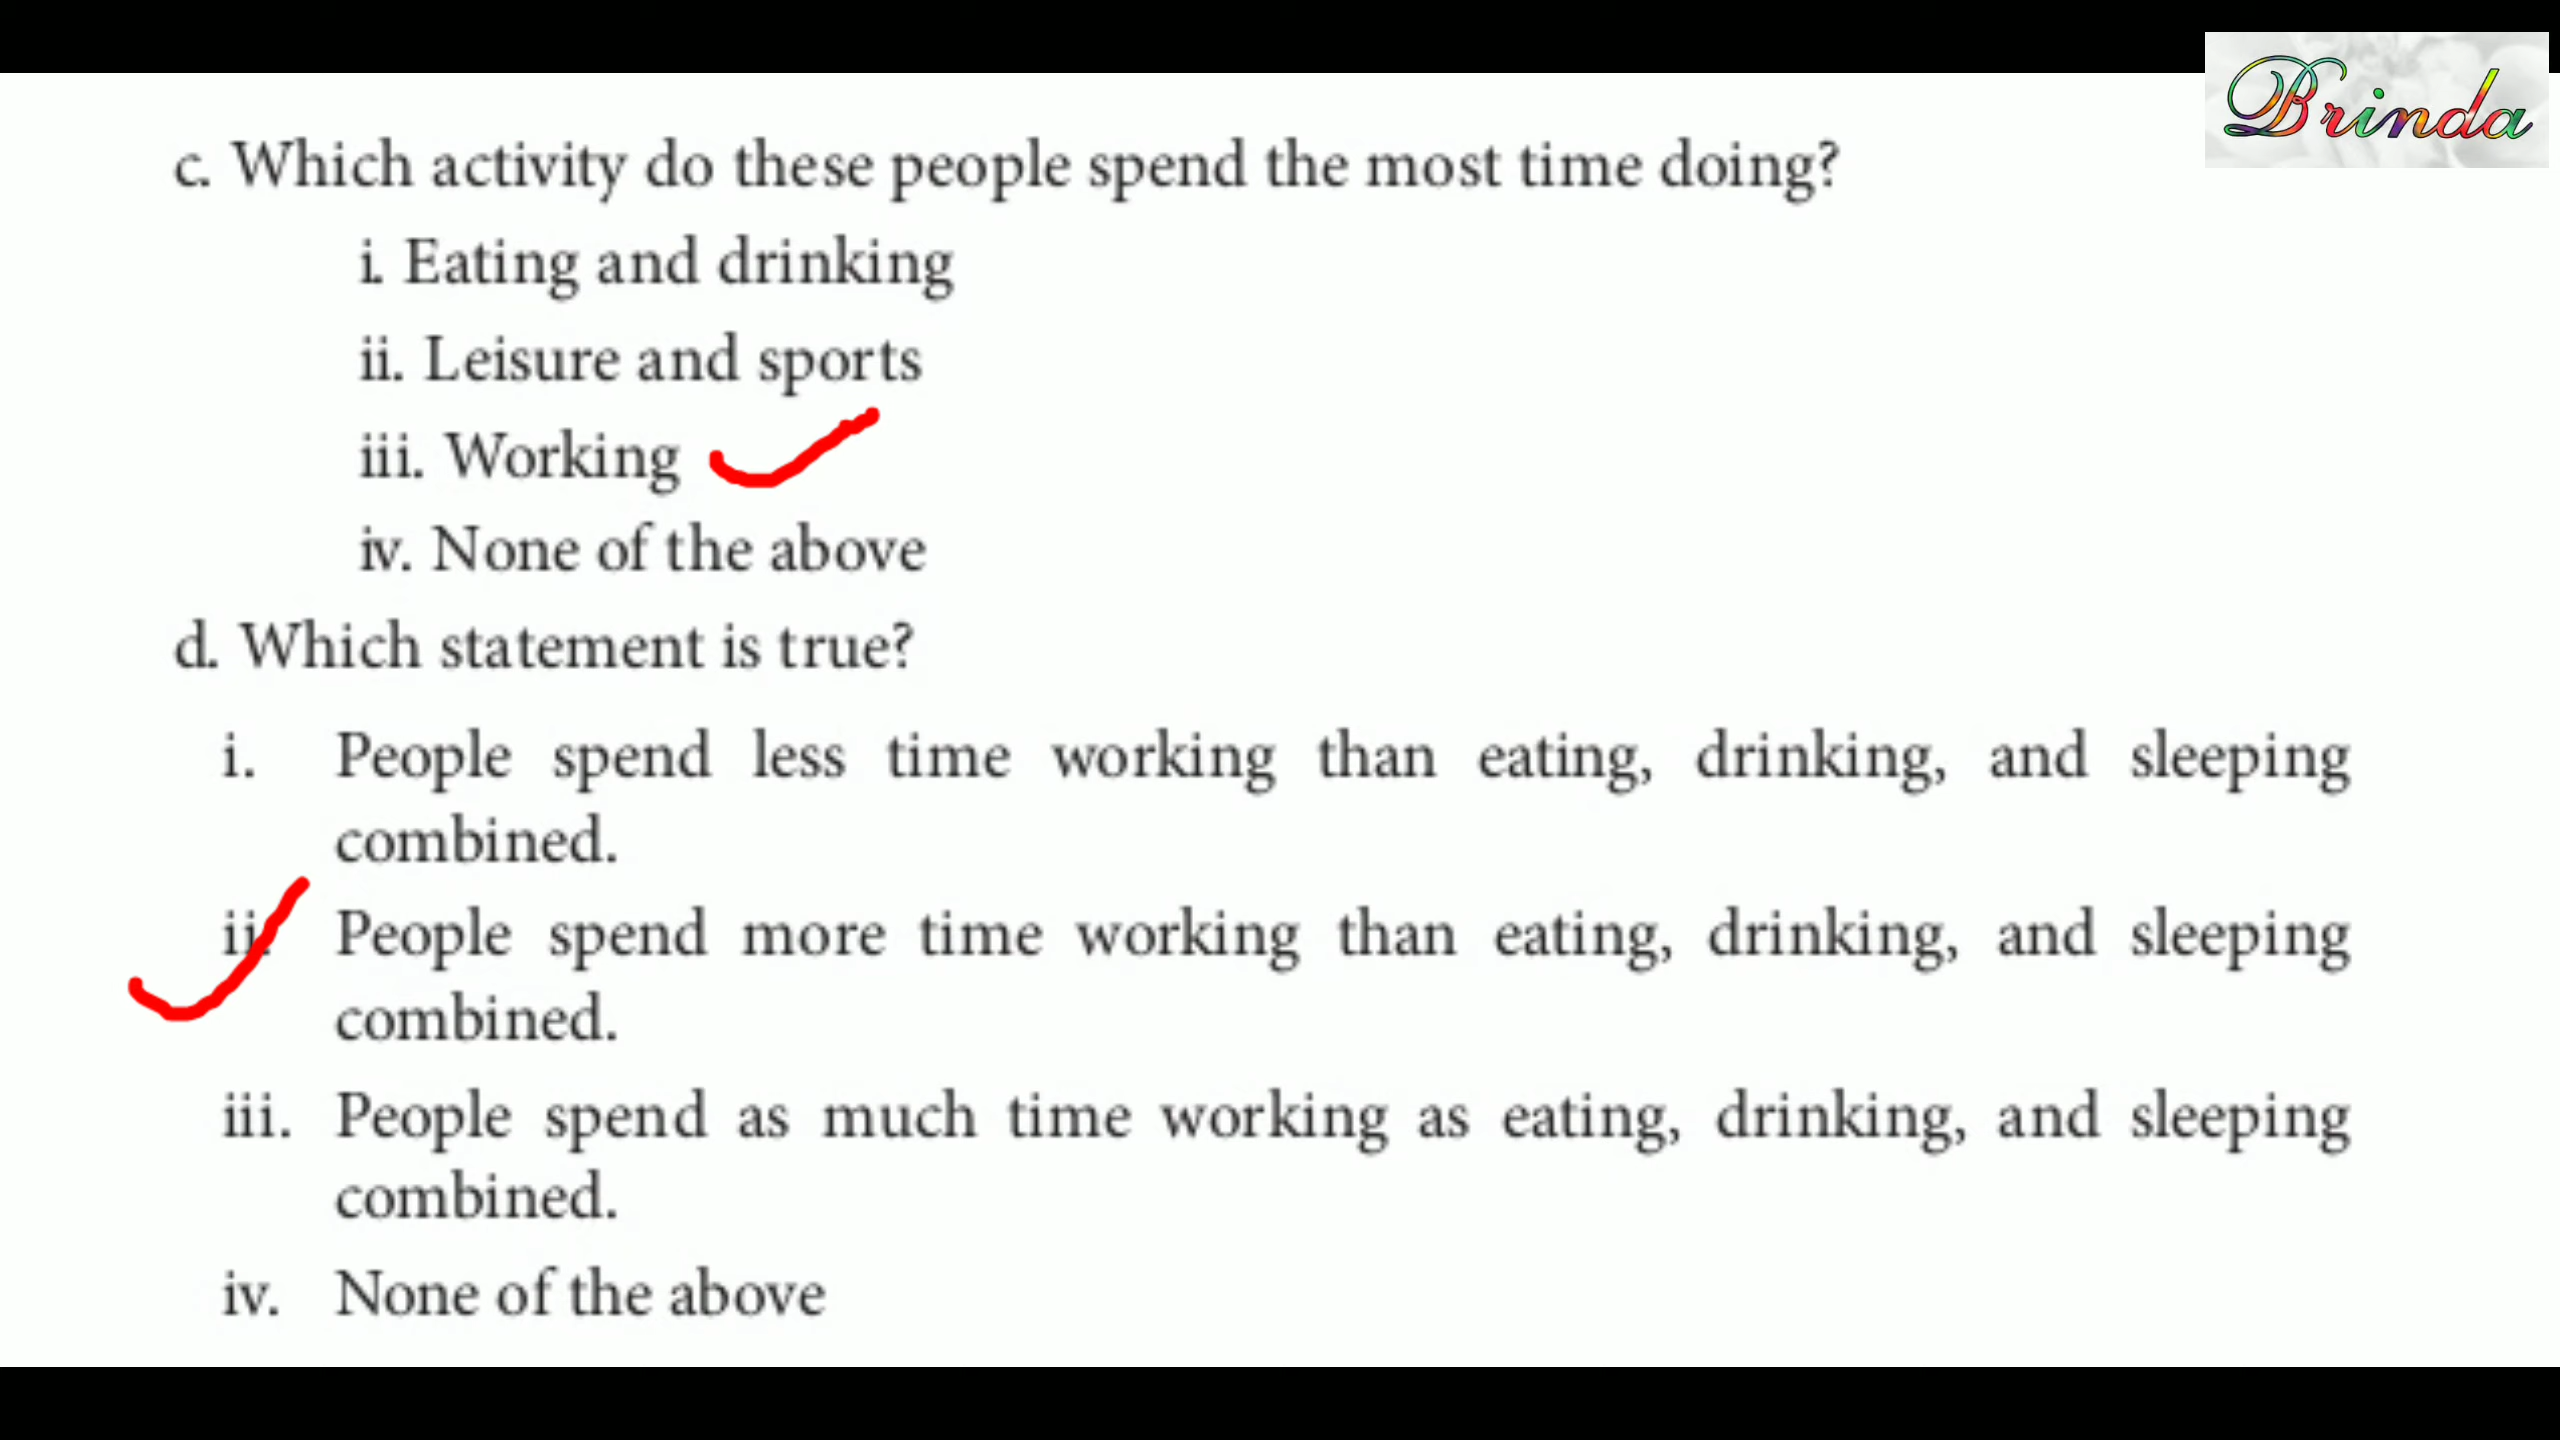 Brinda
c. Which activity do these people spend the most time doing?
i. Eating and drinking
ii. Leisure and sports
iii. Working
iv. None of the above
d. Which statement is true?
i. People spend less time working than eating, drinking, and sleeping
combined.
ii. People spend more time working than eating, drinking, and sleeping
combined.
iii. People spend as much time working as eating, drinking, and sleeping
combined.
iv. None of the above